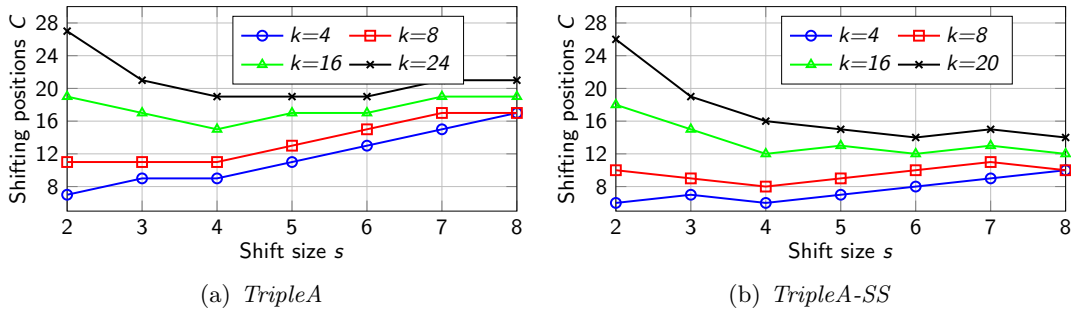 28
24
20
16
12
8
Shifting positions C
k=4 k=8
k=16 k=24
2 3 4 5 6 7 8
Shift size s
(a) TripleA
28
24
20
16
12
8
Shifting positions C
k=4 k=8
k=16 k=20
2 3 4 5 6 7 8
Shift size s
(b) TripleA-SS